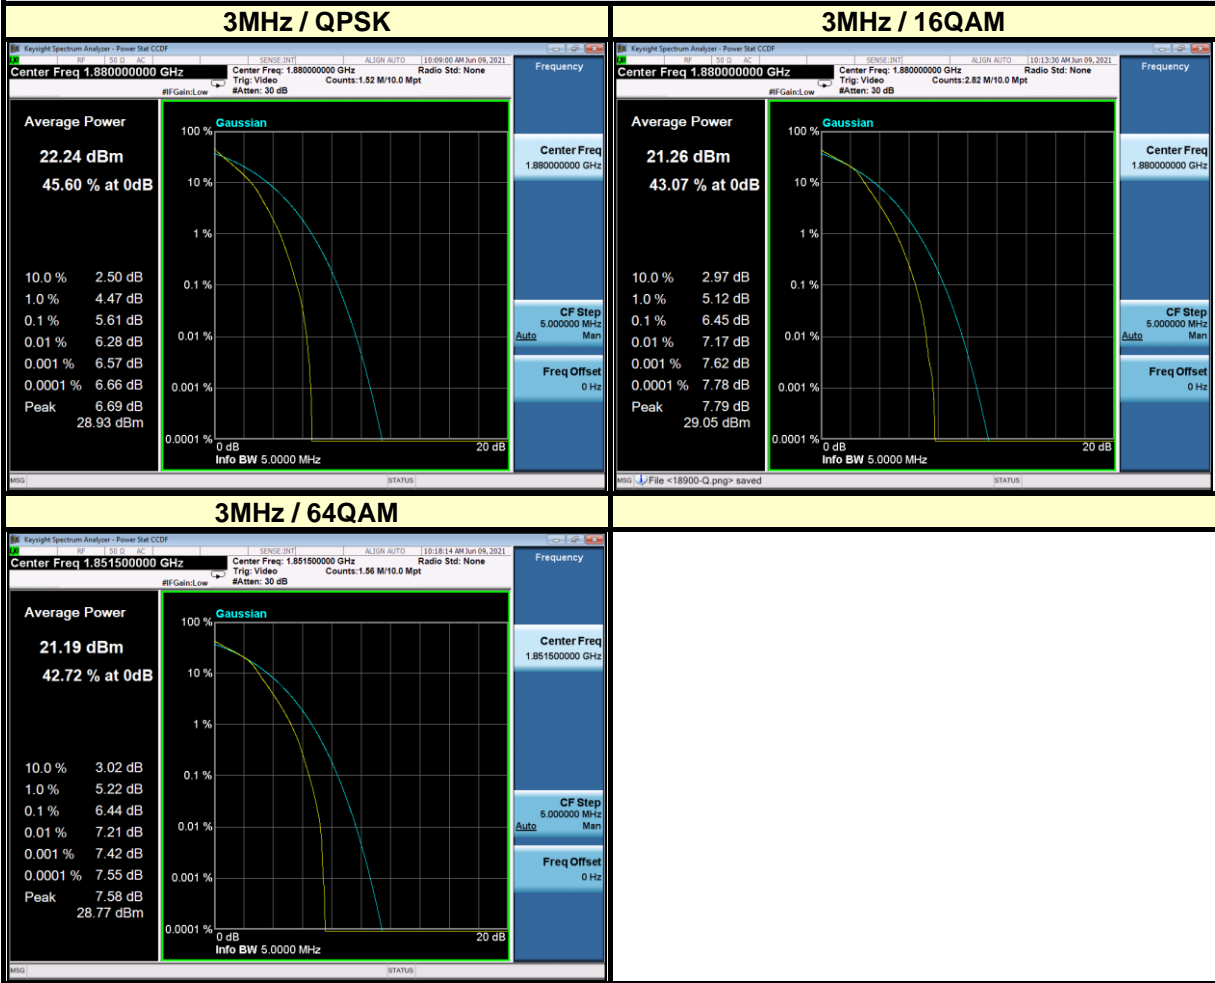 3MHz / QPSK
Keysight Spectrum Analyzer - Power Stat CCDF
RF 50 Ω AC SENSE:INT ALIGN AUTO 10:09:00 AM Jun 09, 2021
Center Freq 1.880000000 GHz
Center Freq: 1.880000000 GHz Radio Std: None
Trig: Video Counts:1.52 M/10.0 Mpt
#IFGain:Low #Atten: 30 dB
Average Power
22.24 dBm
45.60 % at 0dB
10.0 % 2.50 dB
1.0 % 4.47 dB
0.1 % 5.61 dB
0.01 % 6.28 dB
0.001 % 6.57 dB
0.0001 % 6.66 dB
Peak 6.69 dB
28.93 dBm
Gaussian
100 %
10 %
1 %
0.1 %
0.01 %
0.001 %
0.0001 %
0 dB 20 dB
Info BW 5.0000 MHz
Frequency
Center Freq
1.880000000 GHz
CF Step
5.000000 MHz
Auto Man
Freq Offset
0 Hz
MSG STATUS
3MHz / 16QAM
Keysight Spectrum Analyzer - Power Stat CCDF
RF 50 Ω AC SENSE:INT ALIGN AUTO 10:13:30 AM Jun 09, 2021
Center Freq 1.880000000 GHz
Center Freq: 1.880000000 GHz Radio Std: None
Trig: Video Counts:2.82 M/10.0 Mpt
#IFGain:Low #Atten: 30 dB
Average Power
21.26 dBm
43.07 % at 0dB
10.0 % 2.97 dB
1.0 % 5.12 dB
0.1 % 6.45 dB
0.01 % 7.17 dB
0.001 % 7.62 dB
0.0001 % 7.78 dB
Peak 7.79 dB
29.05 dBm
Gaussian
100 %
10 %
1 %
0.1 %
0.01 %
0.001 %
0.0001 %
0 dB 20 dB
Info BW 5.0000 MHz
Frequency
Center Freq
1.880000000 GHz
CF Step
5.000000 MHz
Auto Man
Freq Offset
0 Hz
MSG File <18900-Q.png> saved STATUS
3MHz / 64QAM
Keysight Spectrum Analyzer - Power Stat CCDF
RF 50 Ω AC SENSE:INT ALIGN AUTO 10:18:14 AM Jun 09, 2021
Center Freq 1.851500000 GHz
Center Freq: 1.851500000 GHz Radio Std: None
Trig: Video Counts:1.56 M/10.0 Mpt
#IFGain:Low #Atten: 30 dB
Average Power
21.19 dBm
42.72 % at 0dB
10.0 % 3.02 dB
1.0 % 5.22 dB
0.1 % 6.44 dB
0.01 % 7.21 dB
0.001 % 7.42 dB
0.0001 % 7.55 dB
Peak 7.58 dB
28.77 dBm
Gaussian
100 %
10 %
1 %
0.1 %
0.01 %
0.001 %
0.0001 %
0 dB 20 dB
Info BW 5.0000 MHz
Frequency
Center Freq
1.851500000 GHz
CF Step
5.000000 MHz
Auto Man
Freq Offset
0 Hz
MSG STATUS